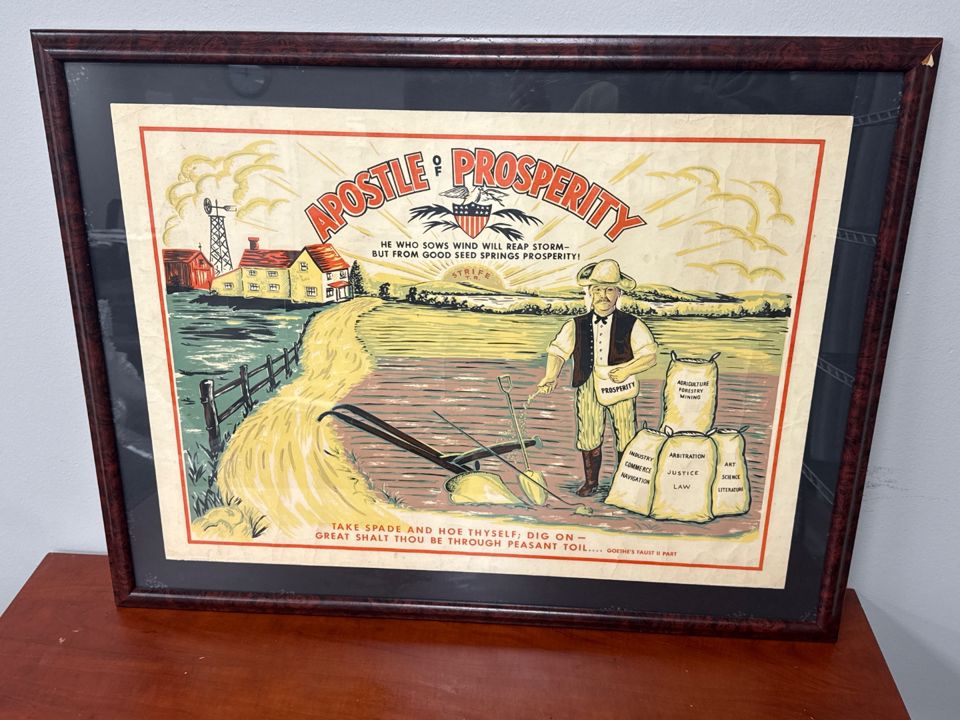 APOSTLE OF PROSPERITY
HE WHO SOWS WIND WILL REAP STORM—
BUT FROM GOOD SEED SPRINGS PROSPERITY!
STRIFE
T.R.
PROSPERITY
AGRICULTURE
FORESTRY
MINING
INDUSTRY
COMMERCE
NAVIGATION
ARBITRATION
JUSTICE
LAW
ART
SCIENCE
LITERATURE
TAKE SPADE AND HOE THYSELF; DIG ON—
GREAT SHALT THOU BE THROUGH PEASANT TOIL.... GOETHE'S FAUST II PART